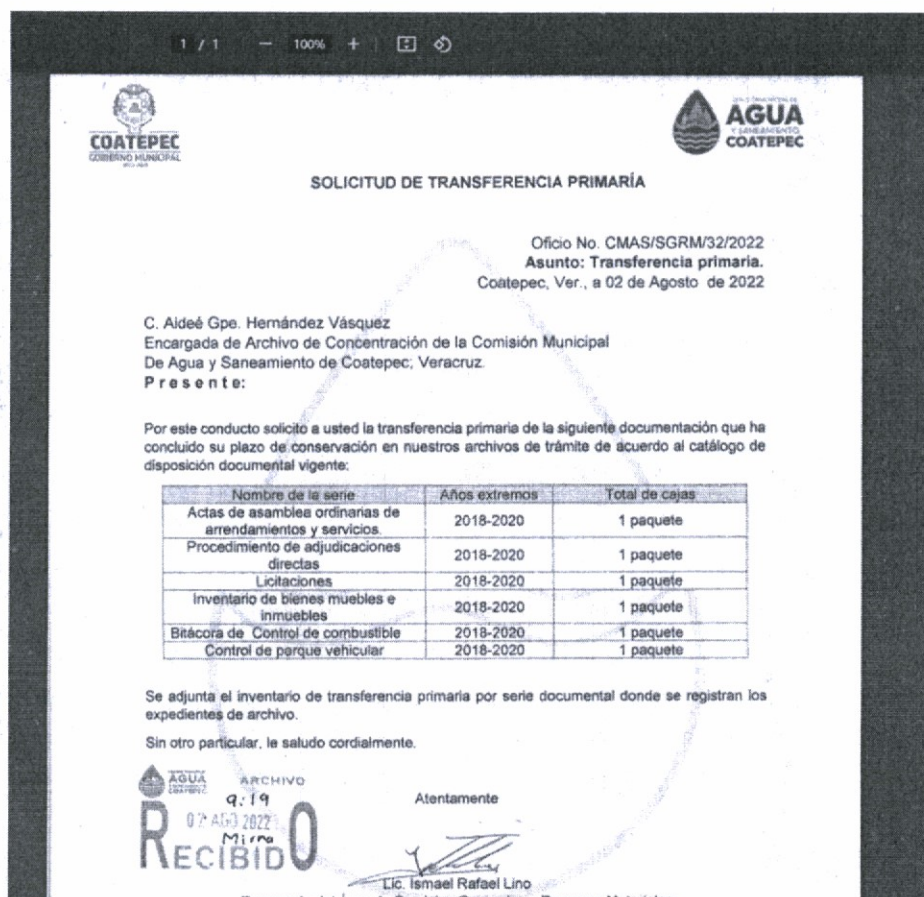 1 / 1 — 100% +
COATEPEC
GOBIERNO MUNICIPAL
AGUA
Y SANEAMIENTO
COATEPEC
SOLICITUD DE TRANSFERENCIA PRIMARÍA
Oficio No. CMAS/SGRM/32/2022
Asunto: Transferencia primaria.
Coatepec, Ver., a 02 de Agosto de 2022
C. Aideé Gpe. Hernández Vásquez
Encargada de Archivo de Concentración de la Comisión Municipal
De Agua y Saneamiento de Coatepec; Veracruz.
P r e s e n t e:
Por este conducto solicito a usted la transferencia primaria de la siguiente documentación que ha
concluido su plazo de conservación en nuestros archivos de trámite de acuerdo al catálogo de
disposición documental vigente:
Nombre de la serie Años extremos Total de cajas
Actas de asamblea ordinarias de
arrendamientos y servicios. 2018-2020 1 paquete
Procedimiento de adjudicaciones
directas 2018-2020 1 paquete
Licitaciones 2018-2020 1 paquete
Inventario de bienes muebles e
inmuebles 2018-2020 1 paquete
Bitácora de Control de combustible 2018-2020 1 paquete
Control de parque vehicular 2018-2020 1 paquete
Se adjunta el inventario de transferencia primaria por serie documental donde se registran los
expedientes de archivo.
Sin otro particular, le saludo cordialmente.
AGUA
COATEPEC
ARCHIVO
9:19
02 AGO 2022
Mirna
RECIBIDO
Atentamente
Lic. Ismael Rafael Lino